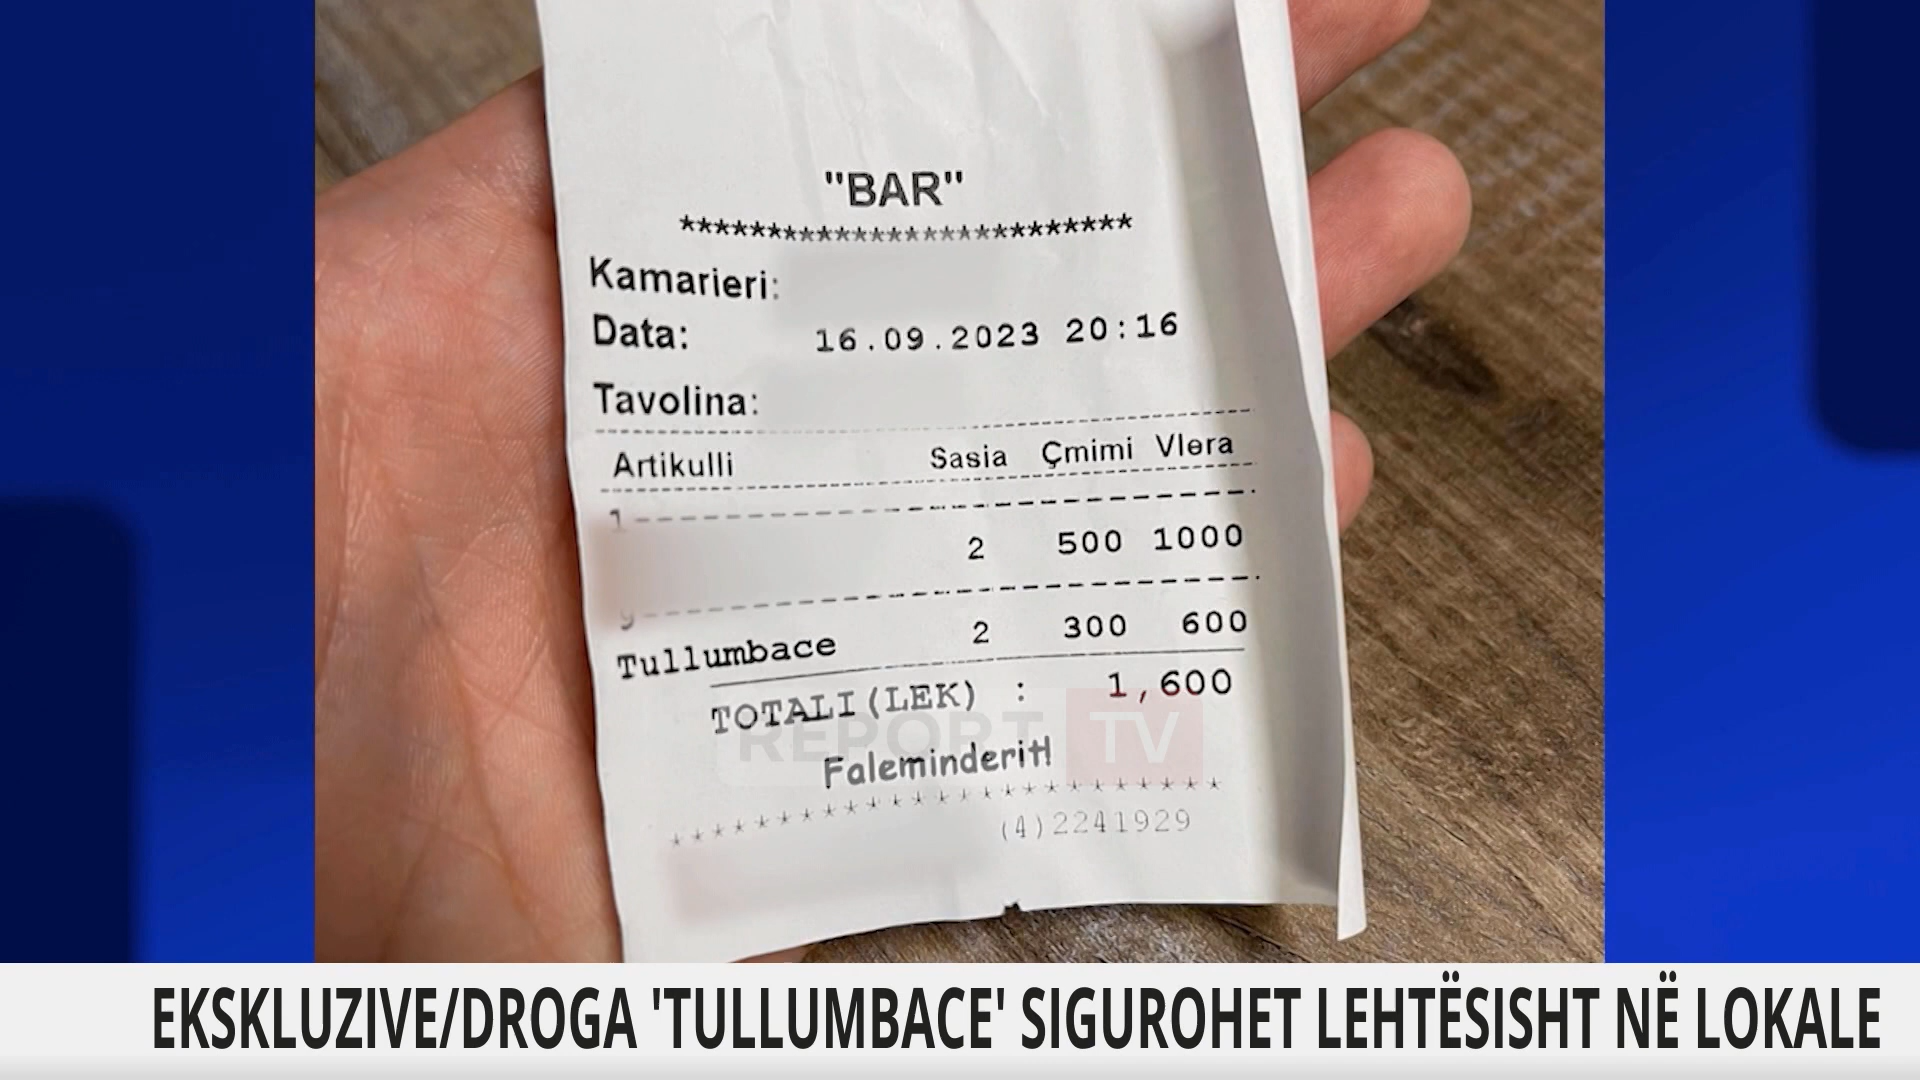 "BAR"
*************************
Kamarieri:
Data: 16.09.2023 20:16
Tavolina:
Artikulli Sasia Çmimi Vlera
1
2 500 1000
Tullumbace 2 300 600
TOTALI(LEK) : 1,600
REPORT TV
Faleminderit!
(4)2241929
EKSKLUZIVE/DROGA 'TULLUMBACE' SIGUROHET LEHTËSISHT NË LOKALE